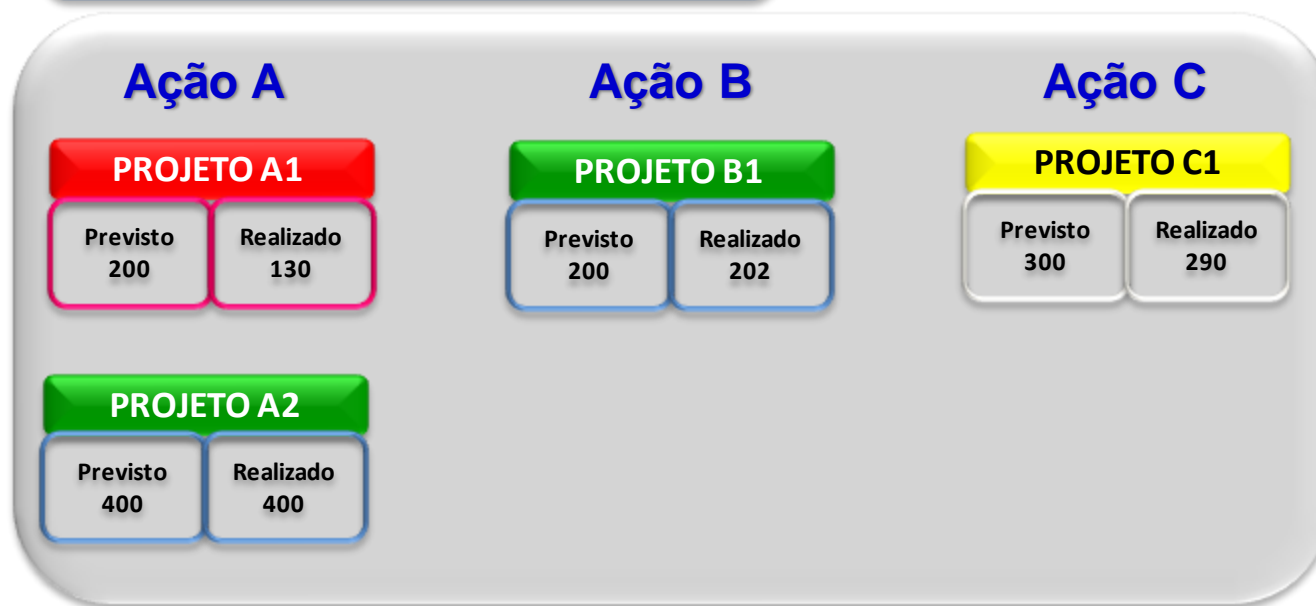 Ação A
Ação B
Ação C
PROJETO A1
Previsto
200
Realizado
130
PROJETO B1
Previsto
200
Realizado
202
PROJETO C1
Previsto
300
Realizado
290
PROJETO A2
Previsto
400
Realizado
400